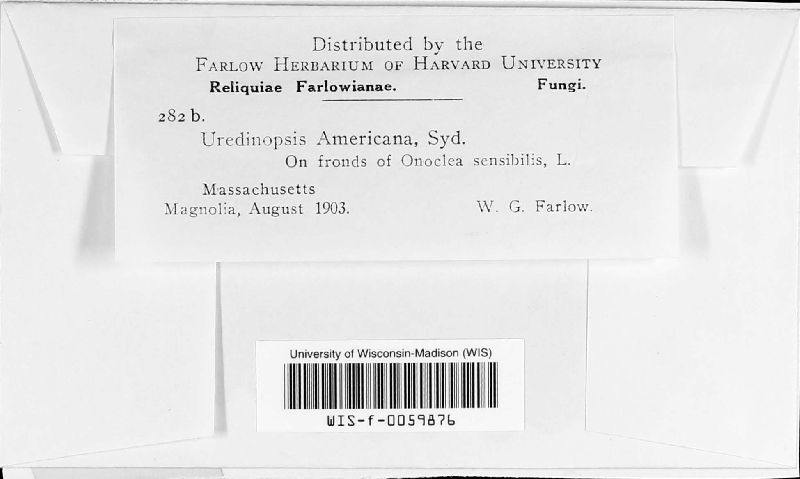 Distributed by the
FARLOW HERBARIUM OF HARVARD UNIVERSITY
Reliquiae Farlowianae. Fungi.
282 b.
Uredinopsis Americana, Syd.
On fronds of Onoclea sensibilis, L.
Massachusetts
Magnolia, August 1903. W. G. Farlow.
University of Wisconsin-Madison (WIS)
WIS-f-0059876